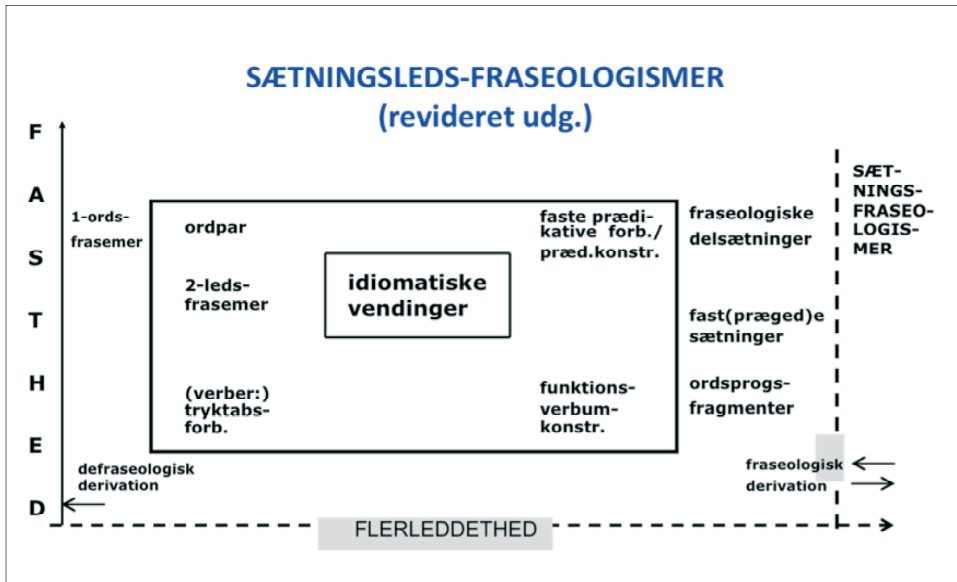 SÆTNINGSLEDS-FRASEOLOGISMER
(revideret udg.)
F
A
S
T
H
E
D
1-ords-
frasemer
ordpar
2-leds-
frasemer
(verber:)
tryktabs-
forb.
idiomatiske
vendinger
faste prædi-
kative forb./
præd.konstr.
funktions-
verbum-
konstr.
fraseologiske
delsætninger
fast(præged)e
sætninger
ordsprogs-
fragmenter
SÆT-
NINGS-
FRASEO-
LOGIS-
MER
defraseologisk
derivation
fraseologisk
derivation
FLERLEDDETHED